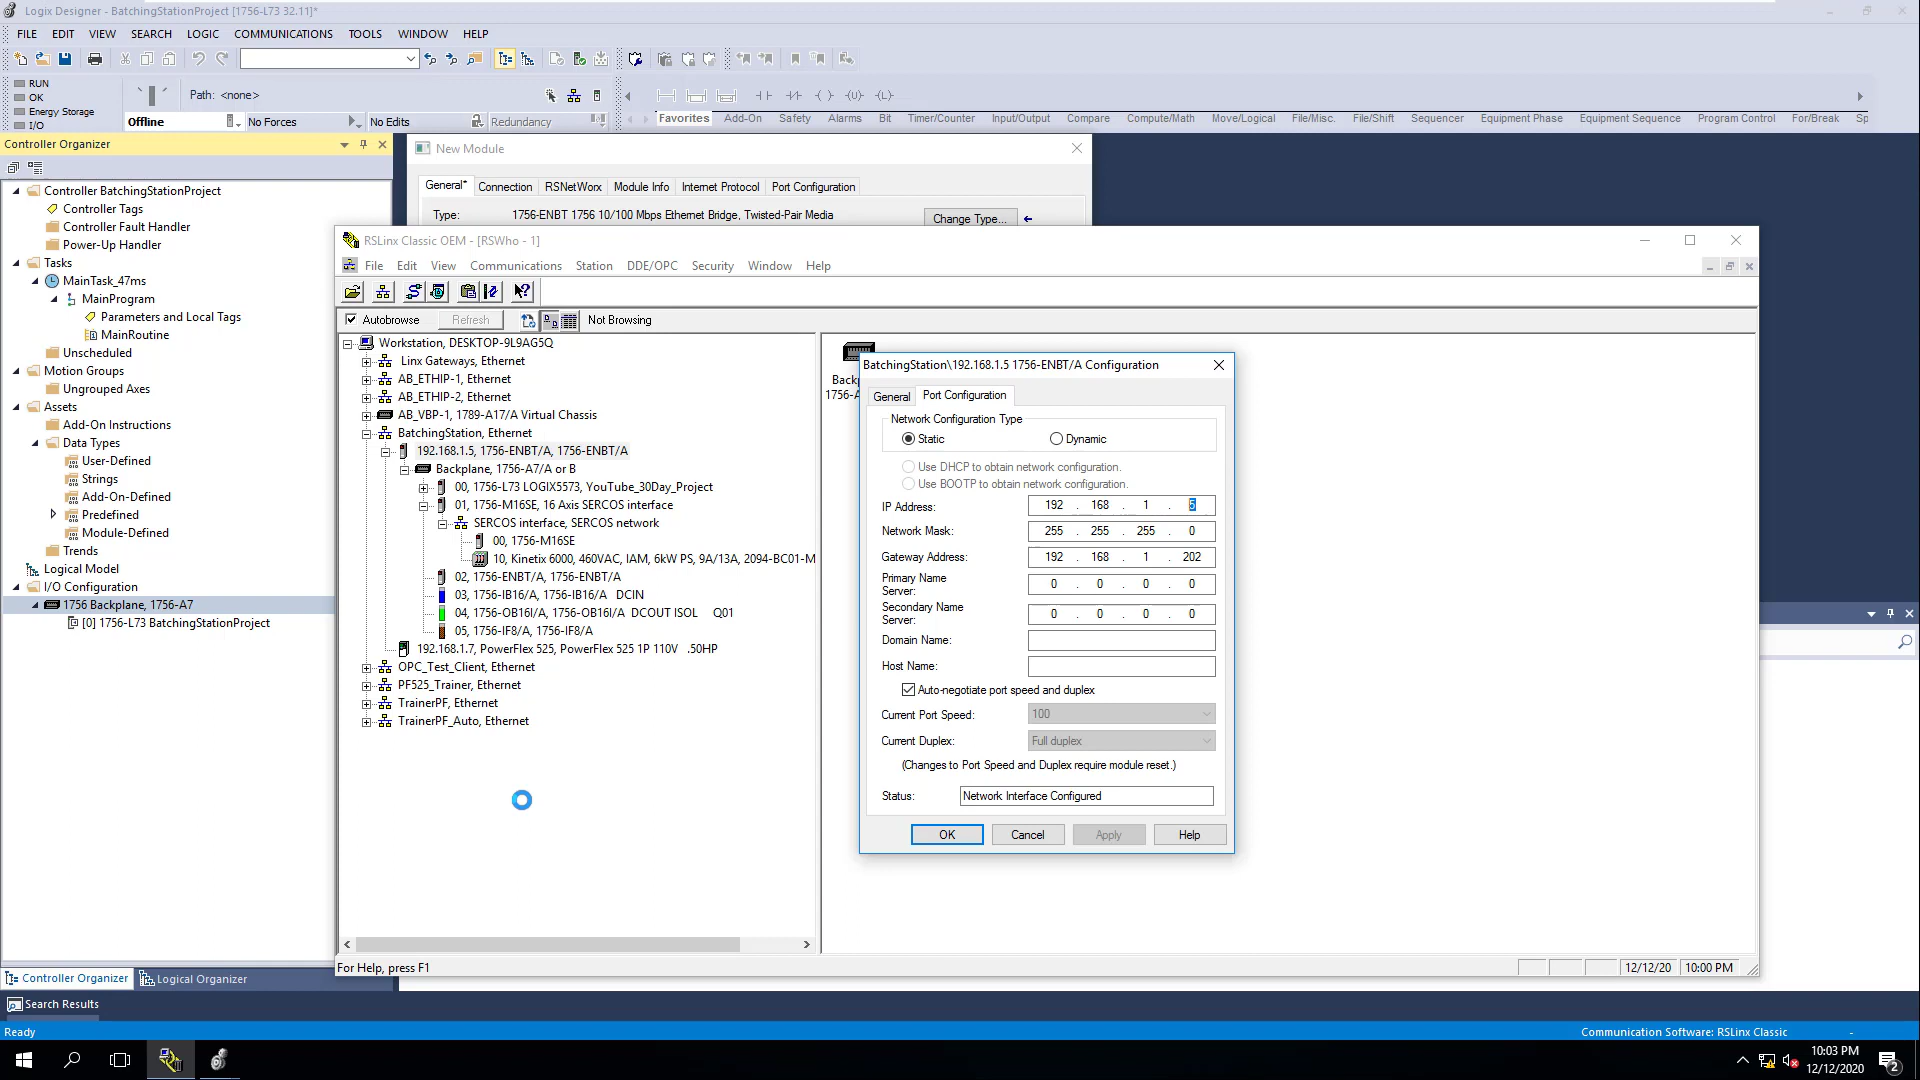 Logix Designer - BatchingStationProject [1756-L73 32.11]*
FILE EDIT VIEW SEARCH LOGIC COMMUNICATIONS TOOLS WINDOW HELP
RUN
OK
Energy Storage
I/O
Path: <none>
Offline No Forces No Edits Redundancy
Favorites Add-On Safety Alarms Bit Timer/Counter Input/Output Compare Compute/Math Move/Logical File/Misc. File/Shift Sequencer Equipment Phase Equipment Sequence Program Control For/Break Sp
Controller Organizer
Controller BatchingStationProject
Controller Tags
Controller Fault Handler
Power-Up Handler
Tasks
MainTask_47ms
MainProgram
Parameters and Local Tags
MainRoutine
Unscheduled
Motion Groups
Ungrouped Axes
Assets
Add-On Instructions
Data Types
User-Defined
Strings
Add-On-Defined
Predefined
Module-Defined
Trends
Logical Model
I/O Configuration
1756 Backplane, 1756-A7
[0] 1756-L73 BatchingStationProject
Controller Organizer Logical Organizer
Search Results
Ready
Communication Software: RSLinx Classic -
New Module
General* Connection RSNetWorx Module Info Internet Protocol Port Configuration
Type: 1756-ENBT 1756 10/100 Mbps Ethernet Bridge, Twisted-Pair Media Change Type...
RSLinx Classic OEM - [RSWho - 1]
File Edit View Communications Station DDE/OPC Security Window Help
Autobrowse Refresh Not Browsing
Workstation, DESKTOP-9L9AG5Q
Linx Gateways, Ethernet
AB_ETHIP-1, Ethernet
AB_ETHIP-2, Ethernet
AB_VBP-1, 1789-A17/A Virtual Chassis
BatchingStation, Ethernet
192.168.1.5, 1756-ENBT/A, 1756-ENBT/A
Backplane, 1756-A7/A or B
00, 1756-L73 LOGIX5573, YouTube_30Day_Project
01, 1756-M16SE, 16 Axis SERCOS interface
SERCOS interface, SERCOS network
00, 1756-M16SE
10, Kinetix 6000, 460VAC, IAM, 6kW PS, 9A/13A, 2094-BC01-M
02, 1756-ENBT/A, 1756-ENBT/A
03, 1756-IB16/A, 1756-IB16/A DCIN
04, 1756-OB16I/A, 1756-OB16I/A DCOUT ISOL Q01
05, 1756-IF8/A, 1756-IF8/A
192.168.1.7, PowerFlex 525, PowerFlex 525 1P 110V .50HP
OPC_Test_Client, Ethernet
PF525_Trainer, Ethernet
TrainerPF, Ethernet
TrainerPF_Auto, Ethernet
Backp
1756-A
For Help, press F1
12/12/20 10:00 PM
BatchingStation\192.168.1.5 1756-ENBT/A Configuration
General Port Configuration
Network Configuration Type
Static Dynamic
Use DHCP to obtain network configuration.
Use BOOTP to obtain network configuration.
IP Address: 192 . 168 . 1 . 5
Network Mask: 255 . 255 . 255 . 0
Gateway Address: 192 . 168 . 1 . 202
Primary Name
Server: 0 . 0 . 0 . 0
Secondary Name
Server: 0 . 0 . 0 . 0
Domain Name:
Host Name:
Auto-negotiate port speed and duplex
Current Port Speed: 100
Current Duplex: Full duplex
(Changes to Port Speed and Duplex require module reset.)
Status: Network Interface Configured
OK Cancel Apply Help
10:03 PM
12/12/2020
2